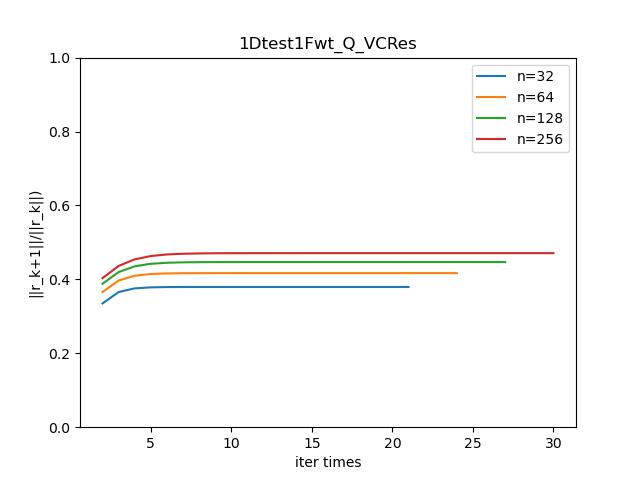 1Dtest1Fwt_Q_VCRes
||r_k+1||/||r_k||)
1.0
0.8
0.6
0.4
0.2
0.0
n=32
n=64
n=128
n=256
5 10 15 20 25 30
iter times